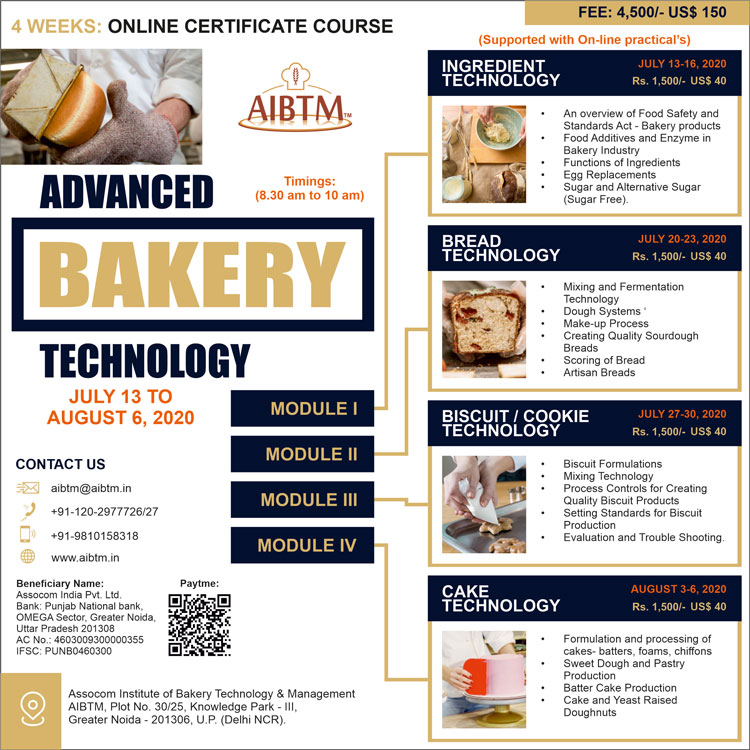 4 WEEKS: ONLINE CERTIFICATE COURSE
FEE: 4,500/- US$ 150
(Supported with On-line practical's)
AIBTM™
ADVANCED
Timings:
(8.30 am to 10 am)
BAKERY
TECHNOLOGY
JULY 13 TO
AUGUST 6, 2020
MODULE I
MODULE II
MODULE III
MODULE IV
INGREDIENT
TECHNOLOGY
JULY 13-16, 2020
Rs. 1,500/- US$ 40
• An overview of Food Safety and
Standards Act - Bakery products
• Food Additives and Enzyme in
Bakery Industry
• Functions of Ingredients
• Egg Replacements
• Sugar and Alternative Sugar
(Sugar Free).
BREAD
TECHNOLOGY
JULY 20-23, 2020
Rs. 1,500/- US$ 40
• Mixing and Fermentation
Technology
• Dough Systems '
• Make-up Process
• Creating Quality Sourdough
Breads
• Scoring of Bread
• Artisan Breads
BISCUIT / COOKIE
TECHNOLOGY
JULY 27-30, 2020
Rs. 1,500/- US$ 40
• Biscuit Formulations
• Mixing Technology
• Process Controls for Creating
Quality Biscuit Products
• Setting Standards for Biscuit
Production
• Evaluation and Trouble Shooting.
CAKE
TECHNOLOGY
AUGUST 3-6, 2020
Rs. 1,500/- US$ 40
• Formulation and processing of
cakes- batters, foams, chiffons
• Sweet Dough and Pastry
Production
• Batter Cake Production
• Cake and Yeast Raised
Doughnuts
CONTACT US
aibtm@aibtm.in
+91-120-2977726/27
+91-9810158318
www.aibtm.in
Beneficiary Name:
Assocom India Pvt. Ltd.
Bank: Punjab National bank,
OMEGA Sector, Greater Noida,
Uttar Pradesh 201308
AC No.: 4603009300000355
IFSC: PUNB0460300
Paytme:
Assocom Institute of Bakery Technology & Management
AIBTM, Plot No. 30/25, Knowledge Park - III,
Greater Noida - 201306, U.P. (Delhi NCR).